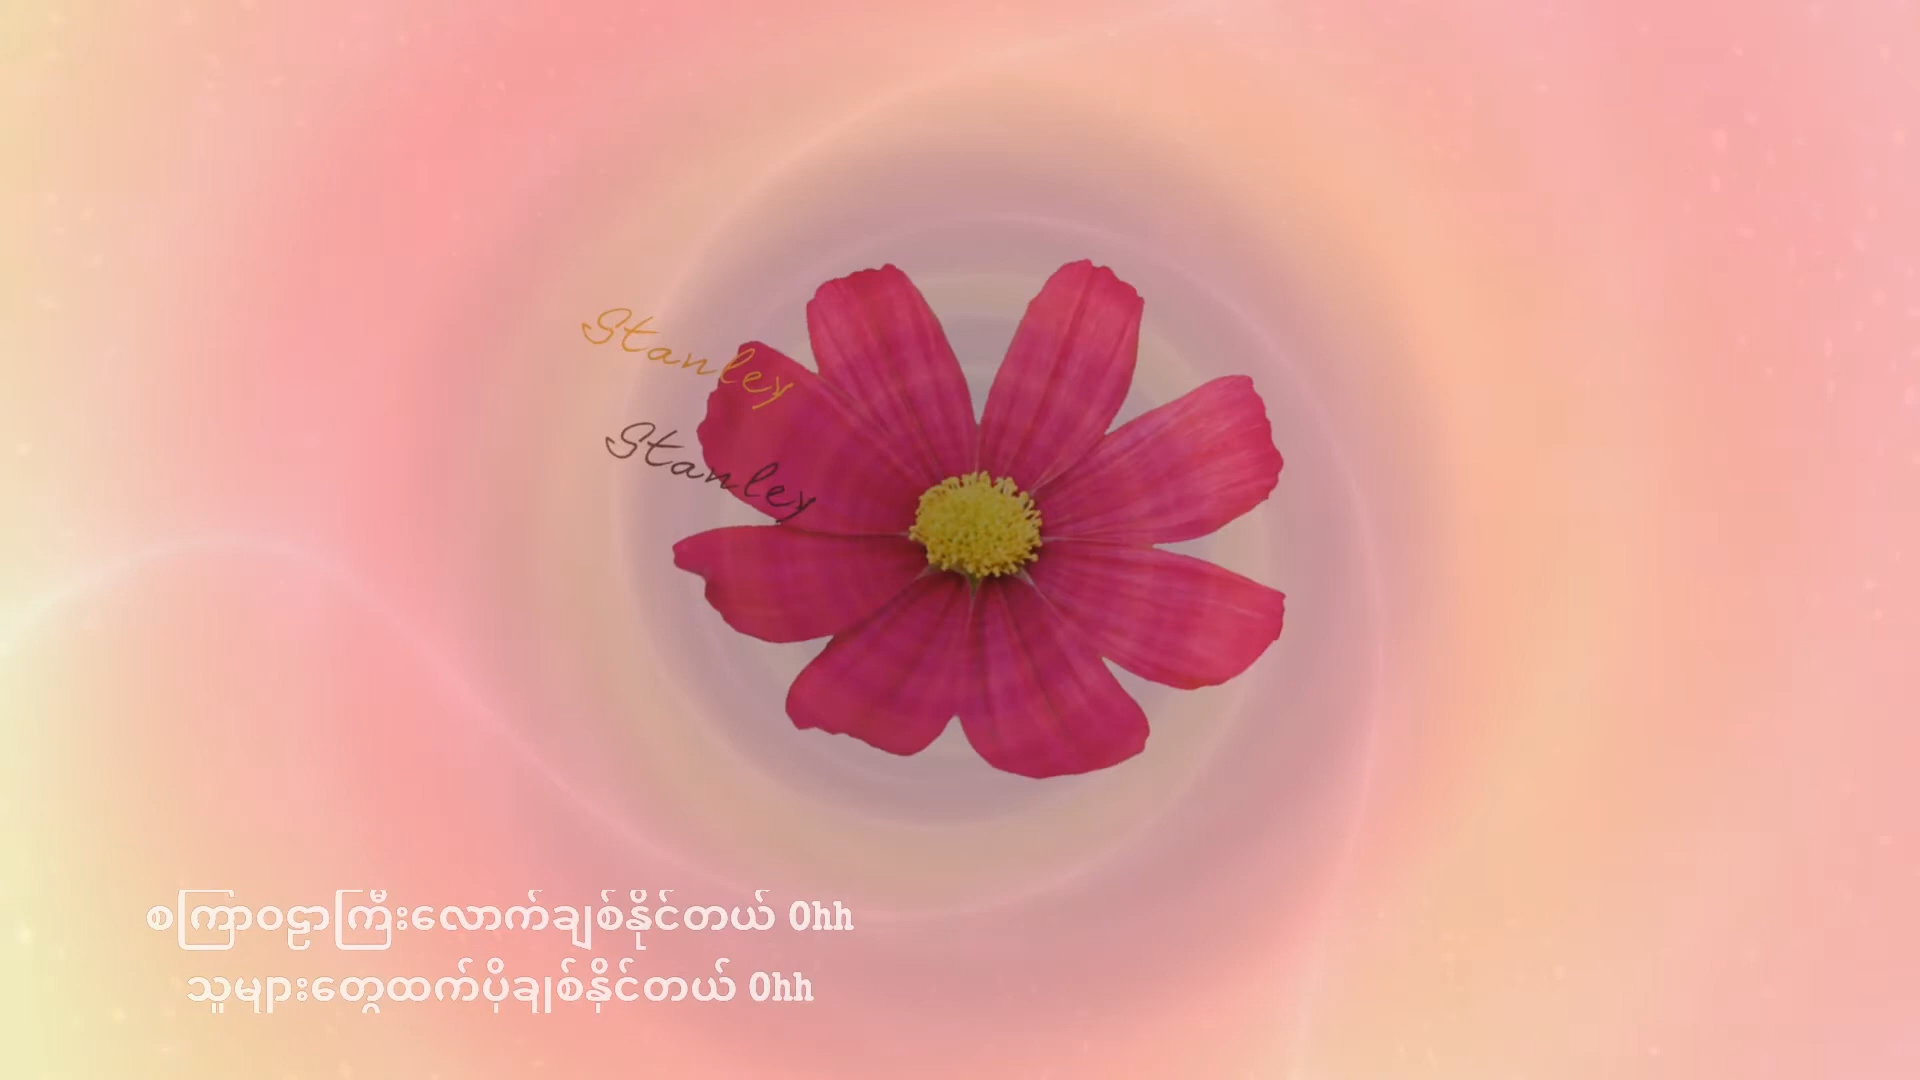 Stanley
Stanley
စကြာဝဠာကြီးလောက်ချစ်နိုင်တယ် Ohh
သူများတွေထက်ပိုချစ်နိုင်တယ် Ohh